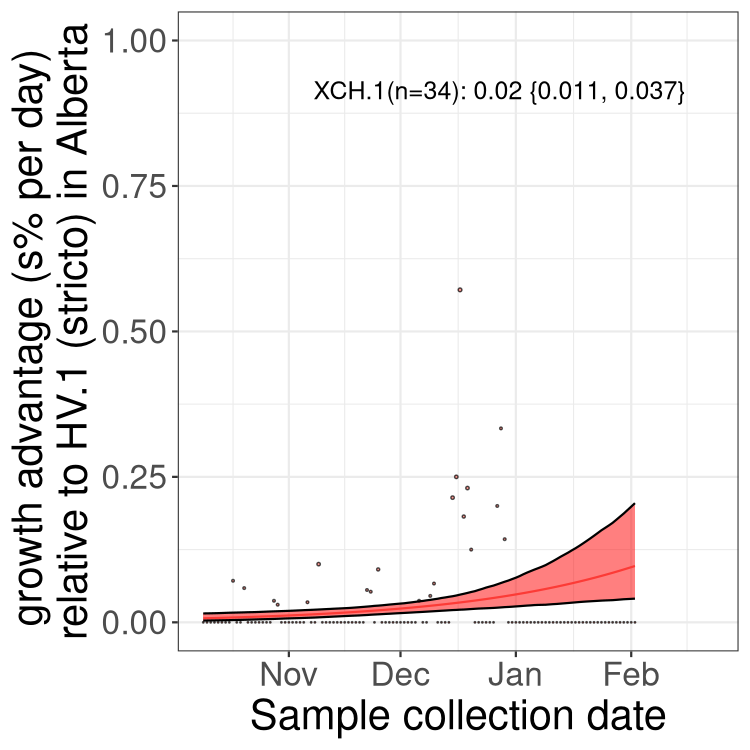 growth advantage (s% per day)
relative to HV.1 (stricto) in Alberta
1.00
0.75
0.50
0.25
0.00
XCH.1(n=34): 0.02 {0.011, 0.037}
Nov Dec Jan Feb
Sample collection date